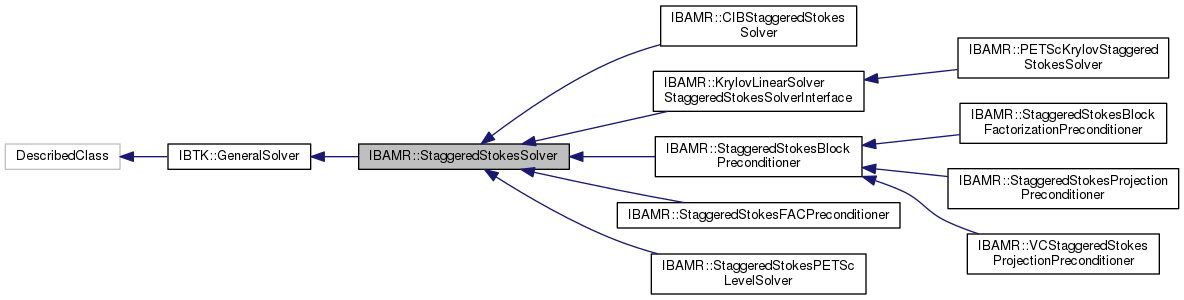 DescribedClass
IBTK::GeneralSolver
IBAMR::StaggeredStokesSolver
IBAMR::CIBStaggeredStokes
Solver
IBAMR::KrylovLinearSolver
StaggeredStokesSolverInterface
IBAMR::StaggeredStokesBlock
Preconditioner
IBAMR::StaggeredStokesFACPreconditioner
IBAMR::StaggeredStokesPETSc
LevelSolver
IBAMR::PETScKrylovStaggered
StokesSolver
IBAMR::StaggeredStokesBlock
FactorizationPreconditioner
IBAMR::StaggeredStokesProjection
Preconditioner
IBAMR::VCStaggeredStokes
ProjectionPreconditioner